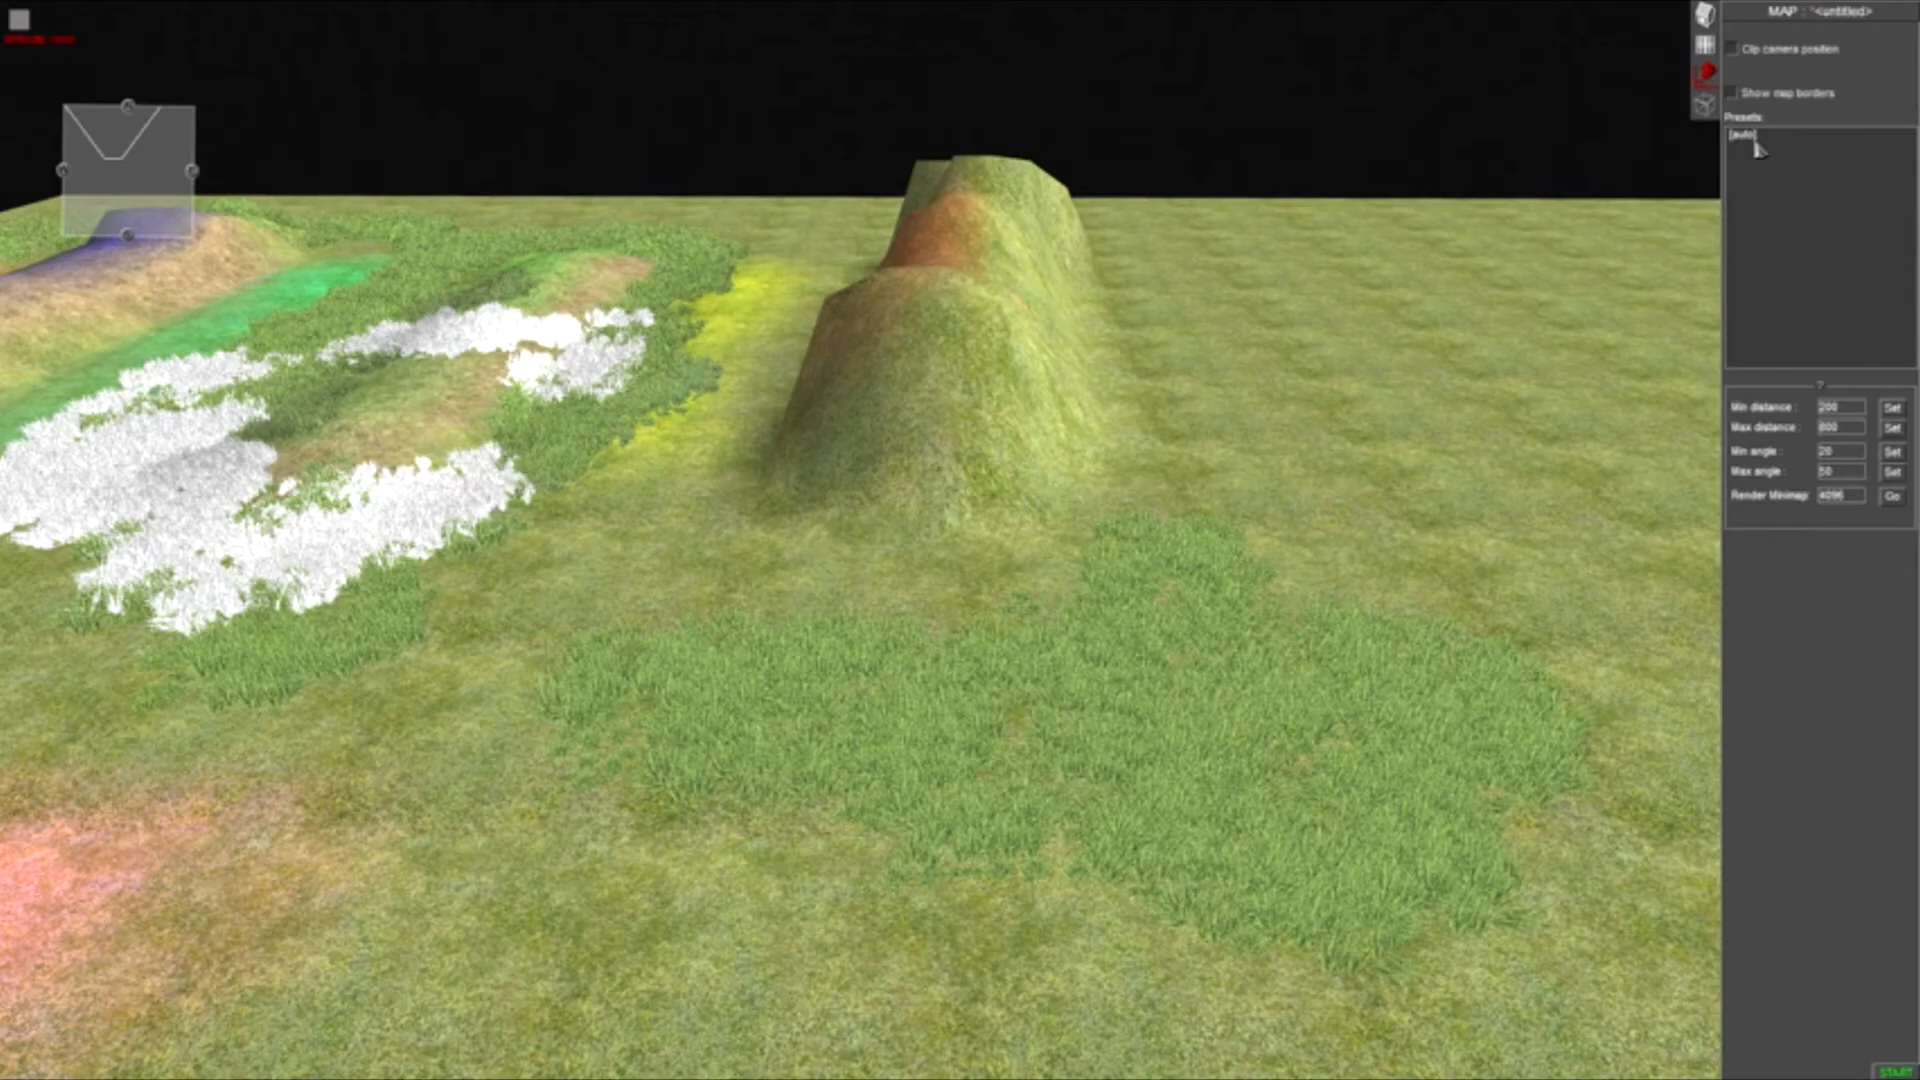 MAP : *<untitled>
Clip camera position
Show map borders
Presets:
[auto]
?
Min distance : 200 Set
Max distance : 800 Set
Min angle : 20 Set
Max angle : 50 Set
Render Minimap: 4096 Go
START